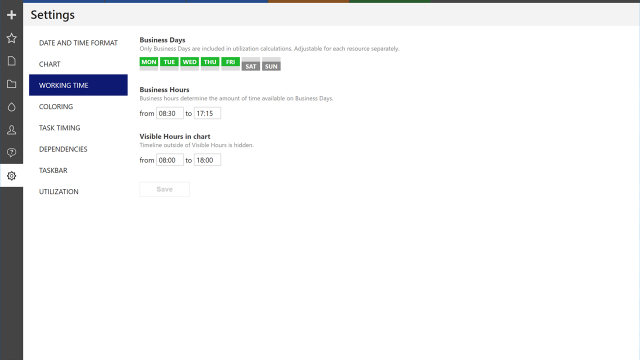 Settings
DATE AND TIME FORMAT
CHART
WORKING TIME
COLORING
TASK TIMING
DEPENDENCIES
TASKBAR
UTILIZATION
Business Days
Only Business Days are included in utilization calculations. Adjustable for each resource separately.
MON TUE WED THU FRI SAT SUN
Business Hours
Business hours determine the amount of time available on Business Days.
from 08:30 to 17:15
Visible Hours in chart
Timeline outside of Visible Hours is hidden.
from 08:00 to 18:00
Save